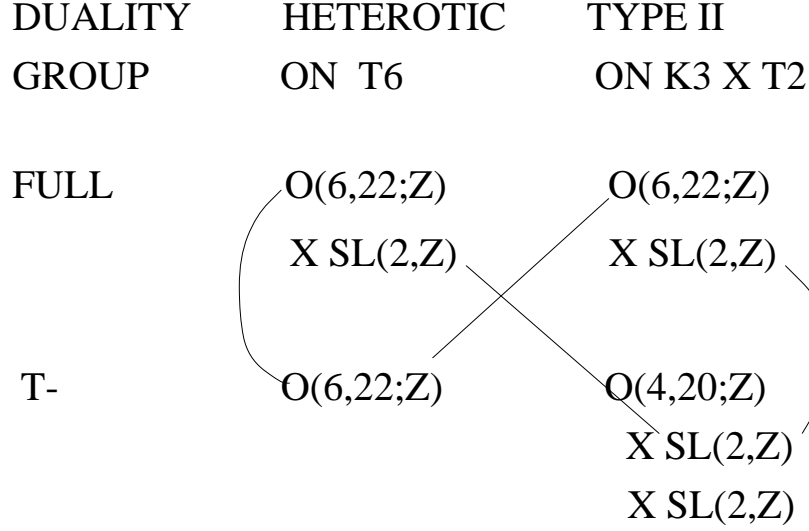 DUALITY HETEROTIC TYPE II
GROUP ON T6 ON K3 X T2
FULL O(6,22;Z) O(6,22;Z)
X SL(2,Z) X SL(2,Z)
T- O(6,22;Z) O(4,20;Z)
X SL(2,Z)
X SL(2,Z)